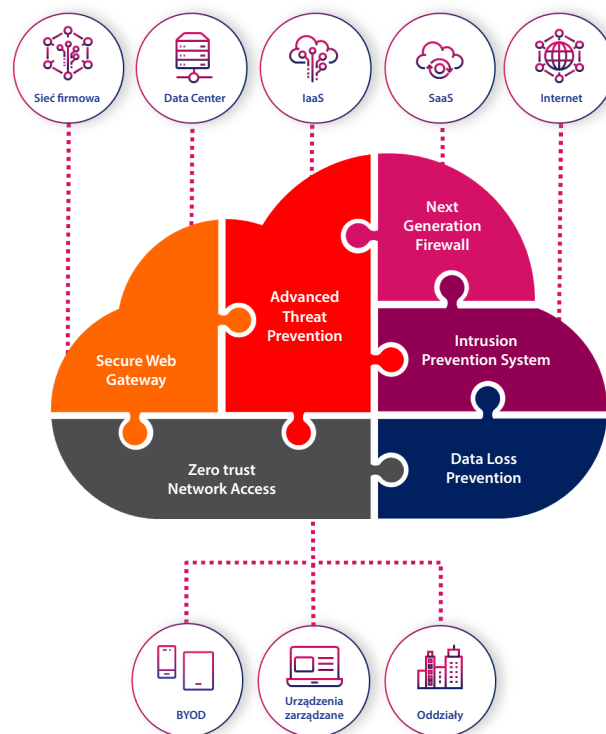 Sieć firmowa
Data Center
IaaS
SaaS
Internet
Next
Generation
Firewall
Advanced
Threat
Prevention
Intrusion
Prevention System
Secure Web
Gateway
Zero trust
Network Access
Data Loss
Prevention
BYOD
Urządzenia
zarządzane
Oddziały